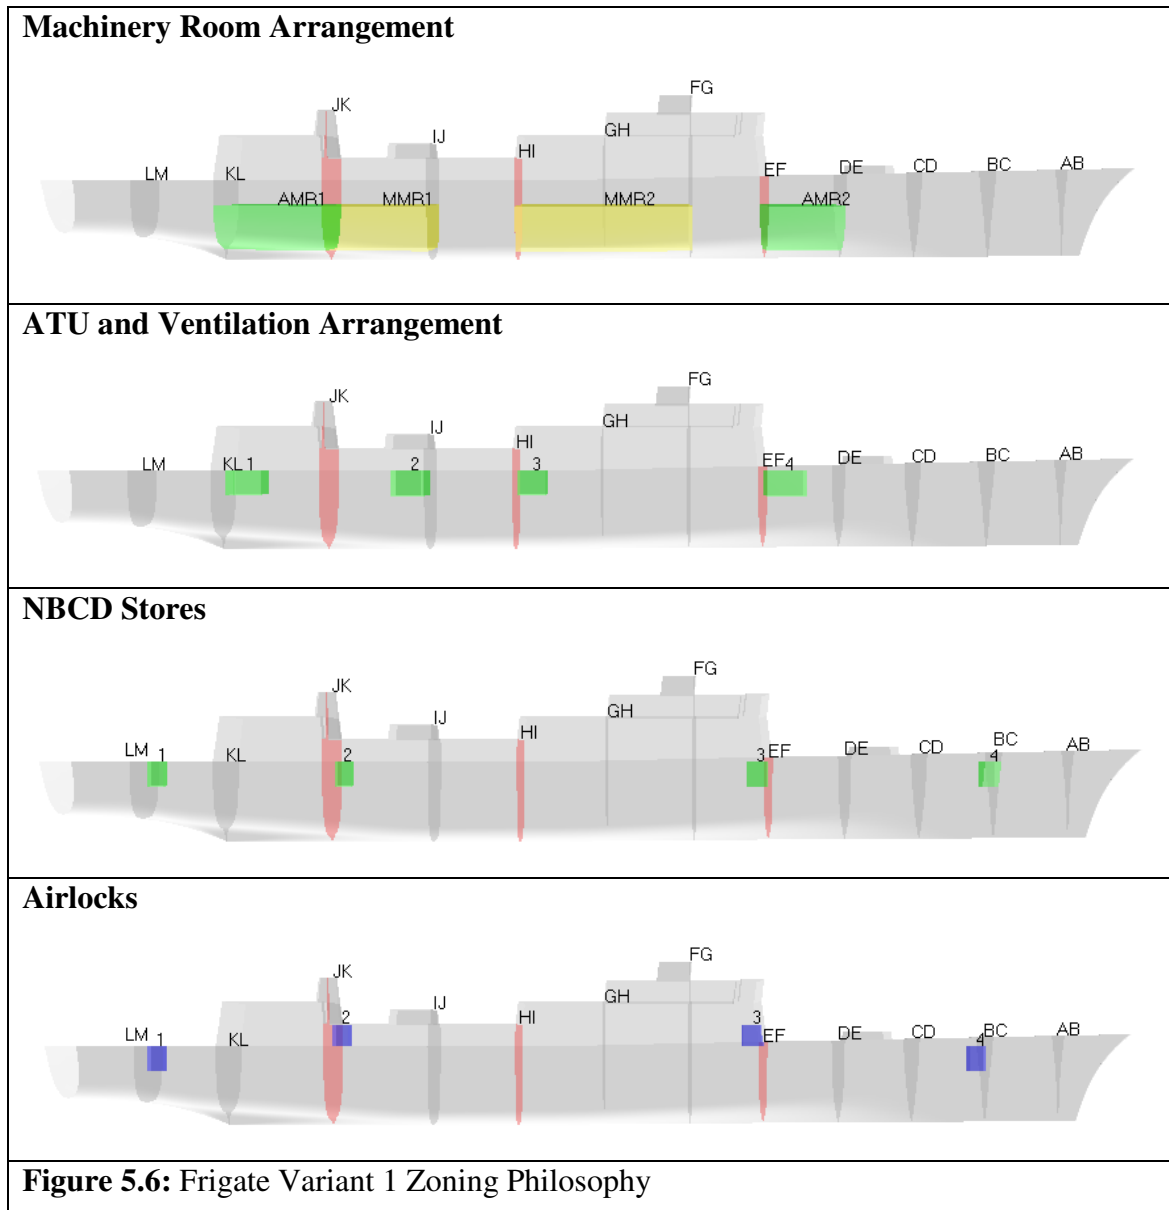 Machinery Room Arrangement
FG
JK
GH
IJ
HI
LM KL EF DE CD BC AB
AMR1 MMR1 MMR2 AMR2
ATU and Ventilation Arrangement
FG
JK
GH
IJ
HI
LM KL 1 2 3 EF 4 DE CD BC AB
NBCD Stores
FG
JK
GH
IJ
HI
LM 1 KL 2 3 EF DE CD BC 4 AB
Airlocks
FG
JK
GH
IJ
HI
2 3
LM 1 KL EF DE CD 4 BC AB
Figure 5.6: Frigate Variant 1 Zoning Philosophy